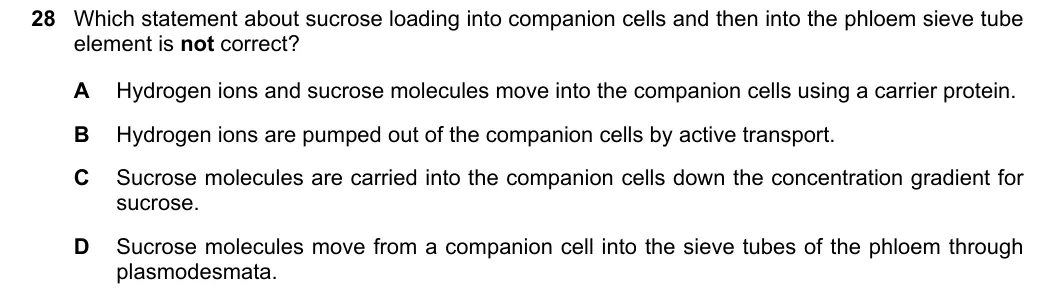 28 Which statement about sucrose loading into companion cells and then into the phloem sieve tube
element is not correct?
A Hydrogen ions and sucrose molecules move into the companion cells using a carrier protein.
B Hydrogen ions are pumped out of the companion cells by active transport.
C Sucrose molecules are carried into the companion cells down the concentration gradient for
sucrose.
D Sucrose molecules move from a companion cell into the sieve tubes of the phloem through
plasmodesmata.